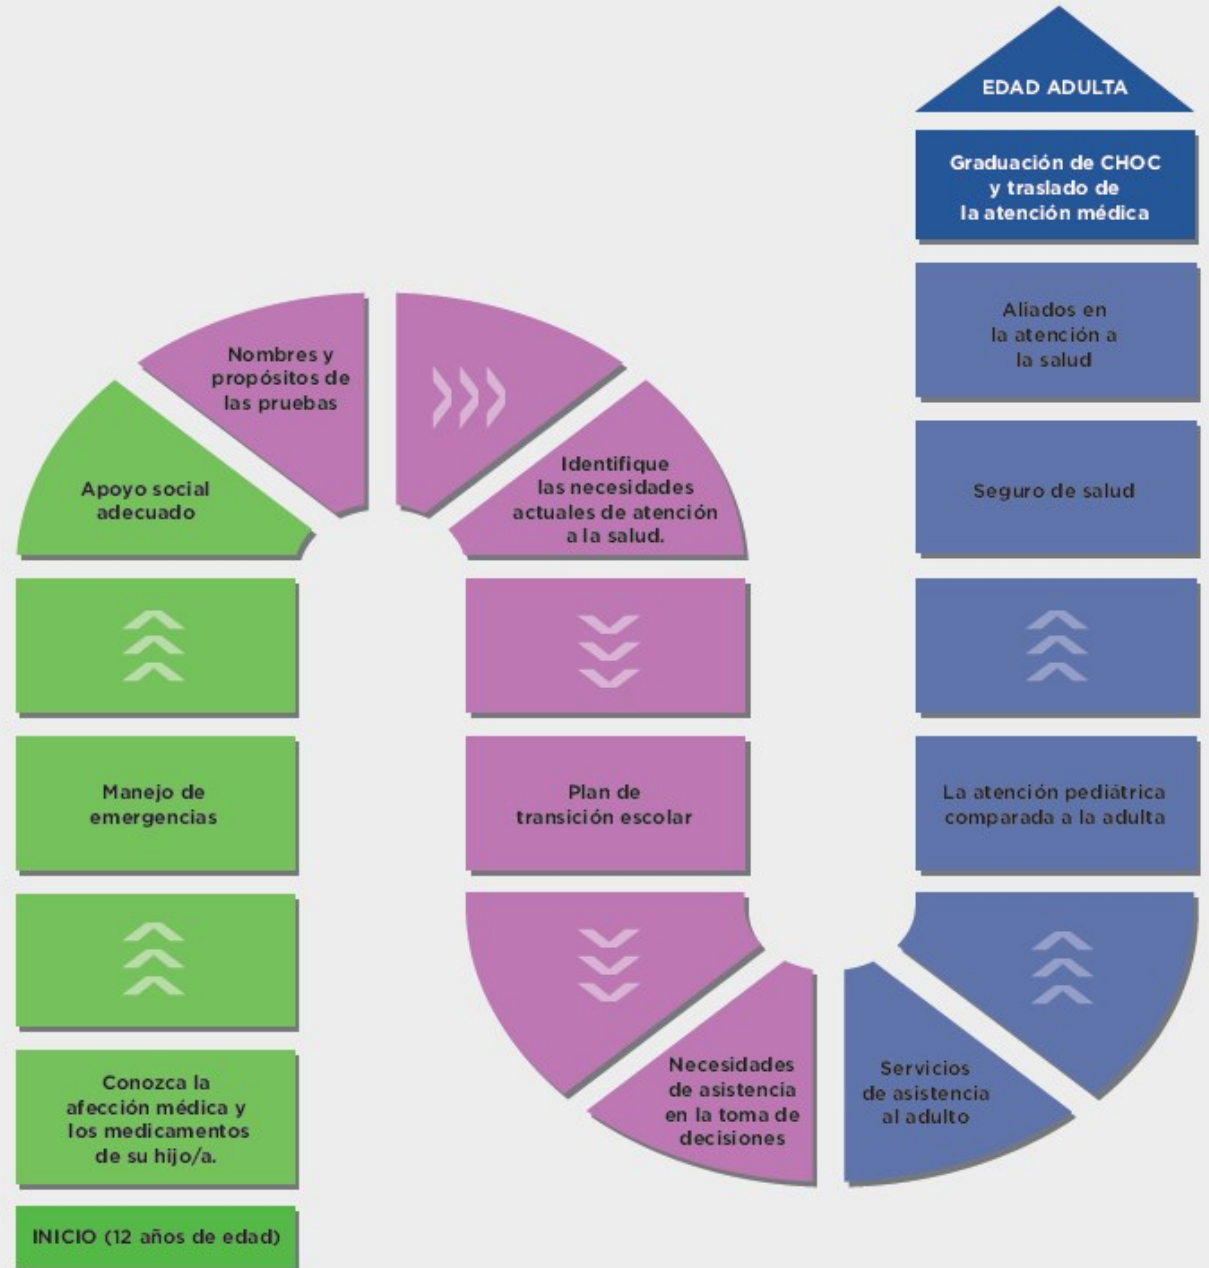 INICIO (12 años de edad)
Conozca la
afección médica y
los medicamentos
de su hijo/a.
Manejo de
emergencias
Apoyo social
adecuado
Nombres y
propósitos de
las pruebas
Identifique
las necesidades
actuales de atención
a la salud.
Plan de
transición escolar
Necesidades
de asistencia
en la toma de
decisiones
Servicios
de asistencia
al adulto
La atención pediátrica
comparada a la adulta
Seguro de salud
Aliados en
la atención a
la salud
Graduación de CHOC
y traslado de
la atención médica
EDAD ADULTA